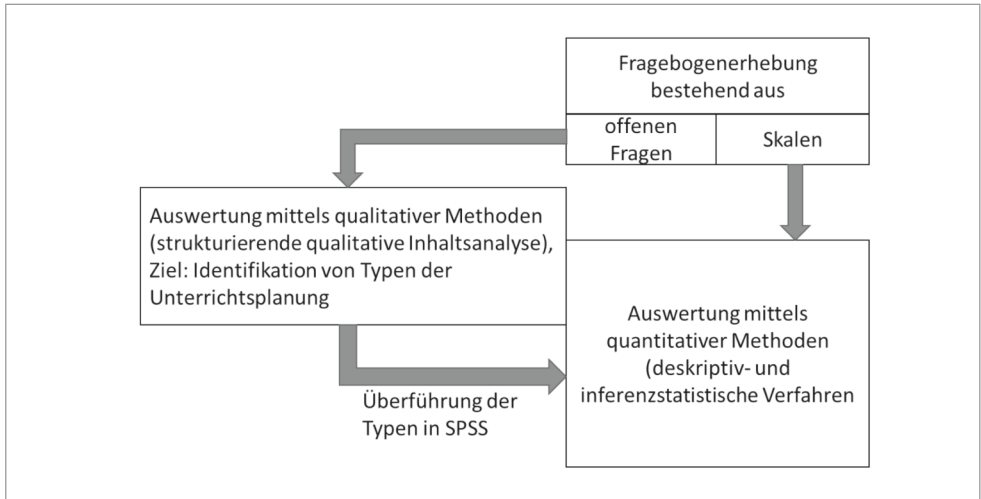 Fragebogenerhebung
bestehend aus
offenen
Fragen
Skalen
Auswertung mittels qualitativer Methoden
(strukturierende qualitative Inhaltsanalyse),
Ziel: Identifikation von Typen der
Unterrichtsplanung
Auswertung mittels
quantitativer Methoden
(deskriptiv- und
inferenzstatistische Verfahren
Überführung der
Typen in SPSS